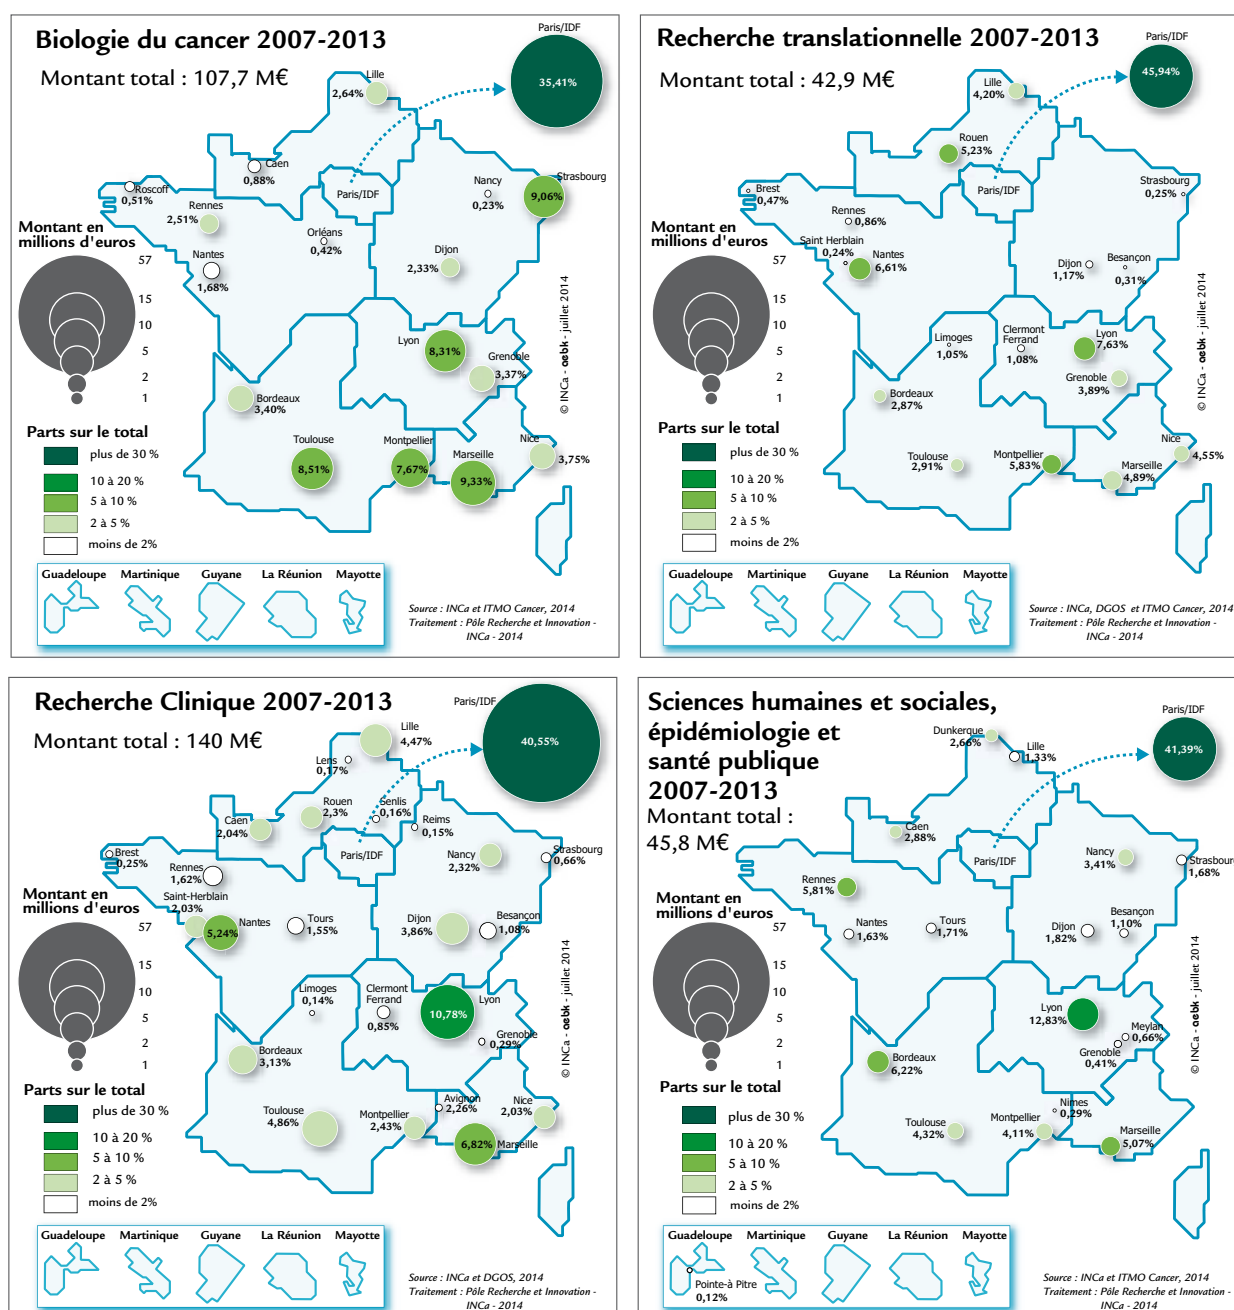 Biologie du cancer 2007-2013
Montant total : 107,7 M€
Paris/IDF
35,41%
Lille
2,64%
Caen
0,88%
Roscoff
0,51%
Rennes
2,51%
Paris/IDF
Nancy
0,23%
Strasbourg
9,06%
Orléans
0,42%
Nantes
1,68%
Dijon
2,33%
Lyon
8,31%
Grenoble
3,37%
Bordeaux
3,40%
Toulouse
8,51%
Montpellier
7,67%
Marseille
9,33%
Nice
3,75%
Montant en
millions d'euros
57
15
10
5
2
1
Parts sur le total
plus de 30 %
10 à 20 %
5 à 10 %
2 à 5 %
moins de 2%
Guadeloupe
Martinique
Guyane
La Réunion
Mayotte
© INCa - aebk - juillet 2014
Source : INCa et ITMO Cancer, 2014
Traitement : Pôle Recherche et Innovation -
INCa - 2014
Recherche translationnelle 2007-2013
Montant total : 42,9 M€
Paris/IDF
45,94%
Lille
4,20%
Rouen
5,23%
Paris/IDF
Brest
0,47%
Strasbourg
0,25%
Rennes
0,86%
Saint Herblain
0,24%
Nantes
6,61%
Dijon
1,17%
Besançon
0,31%
Limoges
1,05%
Clermont
Ferrand
1,08%
Lyon
7,63%
Grenoble
3,89%
Bordeaux
2,87%
Toulouse
2,91%
Montpellier
5,83%
Marseille
4,89%
Nice
4,55%
Montant en
millions d'euros
57
15
10
5
2
1
Parts sur le total
plus de 30 %
10 à 20 %
5 à 10 %
2 à 5 %
moins de 2%
Guadeloupe
Martinique
Guyane
La Réunion
Mayotte
© INCa - aebk - juillet 2014
Source : INCa, DGOS et ITMO Cancer, 2014
Traitement : Pôle Recherche et Innovation -
INCa - 2014
Recherche Clinique 2007-2013
Montant total : 140 M€
Paris/IDF
40,55%
Lille
4,47%
Lens
0,17%
Rouen
2,3%
Senlis
0,16%
Caen
2,04%
Reims
0,15%
Paris/IDF
Brest
0,25%
Rennes
1,62%
Nancy
2,32%
Strasbourg
0,66%
Saint-Herblain
2,03%
Nantes
5,24%
Tours
1,55%
Dijon
3,86%
Besançon
1,08%
Limoges
0,14%
Clermont
Ferrand
0,85%
Lyon
10,78%
Grenoble
0,29%
Bordeaux
3,13%
Toulouse
4,86%
Montpellier
2,43%
Avignon
2,26%
Nice
2,03%
Marseille
6,82%
Montant en
millions d'euros
57
15
10
5
2
1
Parts sur le total
plus de 30 %
10 à 20 %
5 à 10 %
2 à 5 %
moins de 2%
Guadeloupe
Martinique
Guyane
La Réunion
Mayotte
© INCa - aebk - juillet 2014
Source : INCa et DGOS, 2014
Traitement : Pôle Recherche et Innovation -
INCa - 2014
Sciences humaines et sociales,
épidémiologie et
santé publique
2007-2013
Montant total :
45,8 M€
Paris/IDF
41,39%
Dunkerque
2,66%
Lille
1,33%
Caen
2,88%
Paris/IDF
Nancy
3,41%
Strasbourg
1,68%
Rennes
5,81%
Nantes
1,63%
Tours
1,71%
Dijon
1,82%
Besançon
1,10%
Lyon
12,83%
Meylan
0,66%
Grenoble
0,41%
Bordeaux
6,22%
Toulouse
4,32%
Montpellier
4,11%
Nimes
0,29%
Marseille
5,07%
Montant en
millions d'euros
57
15
10
5
2
1
Parts sur le total
plus de 30 %
10 à 20 %
5 à 10 %
2 à 5 %
moins de 2%
Guadeloupe
Martinique
Guyane
La Réunion
Mayotte
Pointe-à Pitre
0,12%
© INCa - aebk - juillet 2014
Source : INCa et ITMO Cancer, 2014
Traitement : Pôle Recherche et Innovation -
INCa - 2014